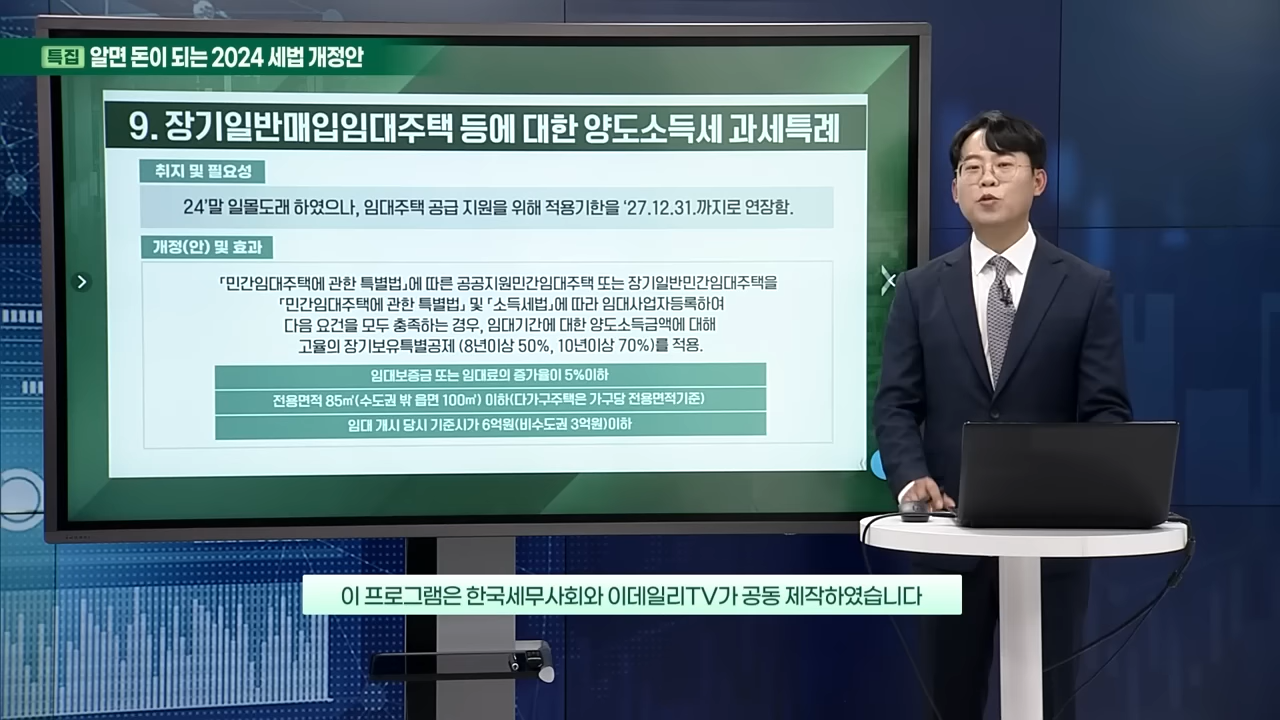 특집 알면 돈이 되는 2024 세법 개정안
9. 장기일반매입임대주택 등에 대한 양도소득세 과세특례
취지 및 필요성
24'말 일몰도래 하였으나, 임대주택 공급 지원을 위해 적용기한을 '27.12.31.까지로 연장함.
개정(안) 및 효과
「민간임대주택에 관한 특별법」에 따른 공공지원민간임대주택 또는 장기일반민간임대주택을
「민간임대주택에 관한 특별법」 및 「소득세법」에 따라 임대사업자등록하여
다음 요건을 모두 충족하는 경우, 임대기간에 대한 양도소득금액에 대해
고율의 장기보유특별공제 (8년이상 50%, 10년이상 70%)를 적용.
임대보증금 또는 임대료의 증가율이 5%이하
전용면적 85㎡(수도권 밖 읍면 100㎡) 이하(다가구주택은 가구당 전용면적기준)
임대 개시 당시 기준시가 6억원(비수도권 3억원)이하
이 프로그램은 한국세무사회와 이데일리TV가 공동 제작하였습니다